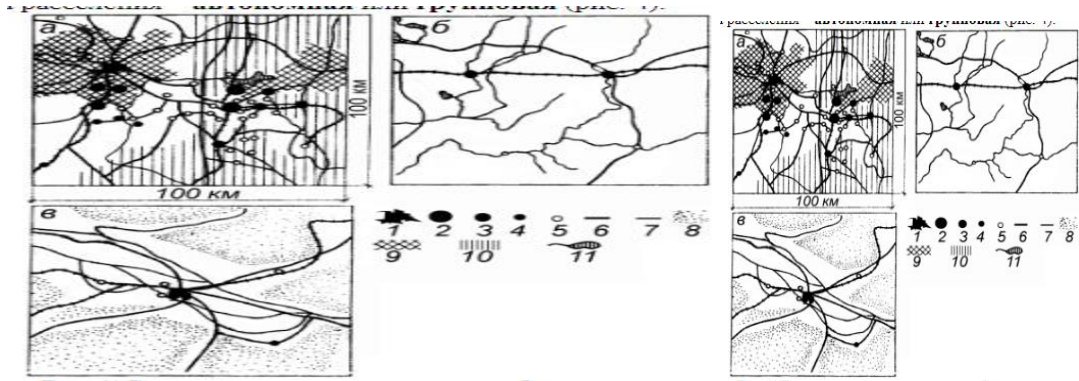 расселения – автономная или групповая (рис. 4).
а б
100 км
100 км
в
1 2 3 4 5 6 7 8
9 10 11
расселения – автономная или групповая (рис. 4).
а б
100 км
100 км
в
1 2 3 4 5 6 7 8
9 10 11